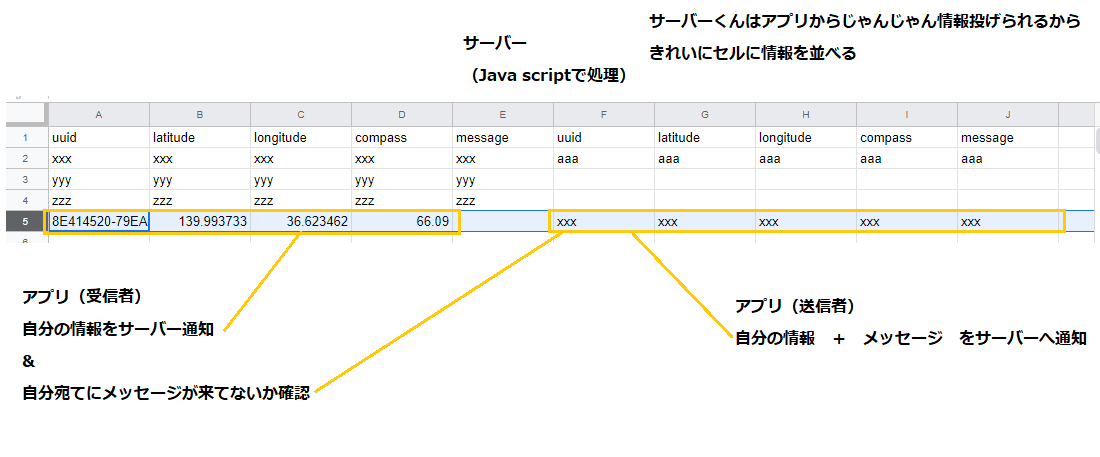 サーバーくんはアプリからじゃんじゃん情報投げられるから
きれいにセルに情報を並べる
サーバー
（Java scriptで処理）
A B C D E F G H I J
1 uuid latitude longitude compass message uuid latitude longitude compass message
2 xxx xxx xxx xxx xxx aaa aaa aaa aaa aaa
3 yyy yyy yyy yyy yyy
4 zzz zzz zzz zzz zzz
5 8E414520-79EA 139.993733 36.623462 66.09 xxx xxx xxx xxx xxx
アプリ（受信者）
自分の情報をサーバー通知
&
自分宛てにメッセージが来てないか確認
アプリ（送信者）
自分の情報　＋　メッセージ　をサーバーへ通知